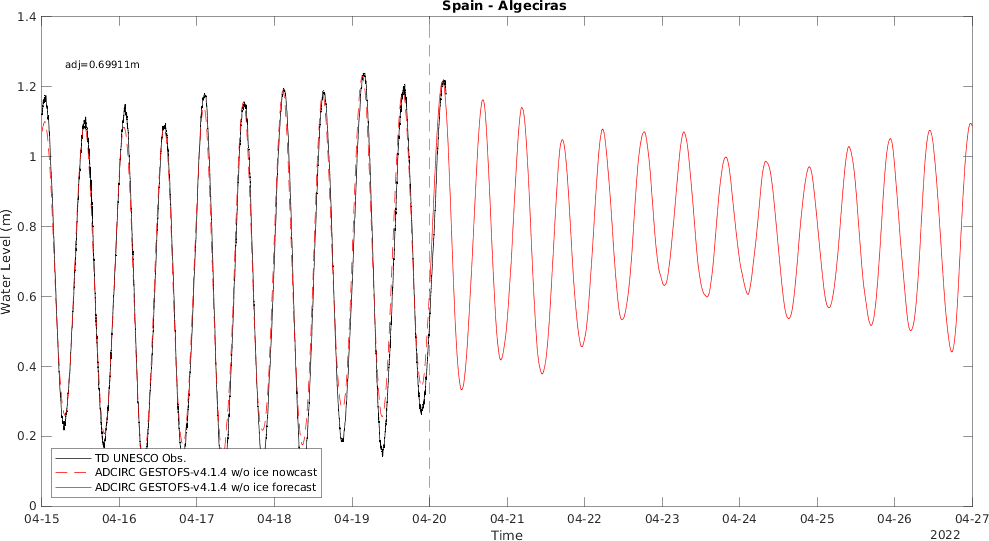 Spain - Algeciras
adj=0.69911m
Water Level (m)
1.4
1.2
1
0.8
0.6
0.4
0.2
0
TD UNESCO Obs.
ADCIRC GESTOFS-v4.1.4 w/o ice nowcast
ADCIRC GESTOFS-v4.1.4 w/o ice forecast
04-15 04-16 04-17 04-18 04-19 04-20 04-21 04-22 04-23 04-24 04-25 04-26 04-27
Time
2022